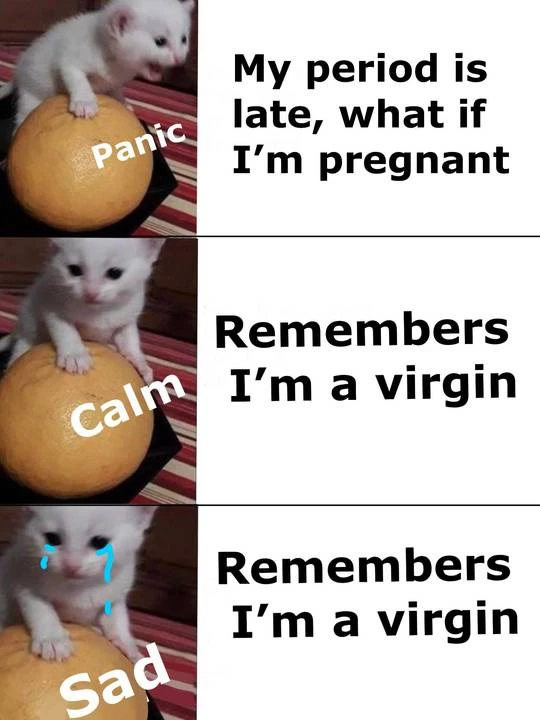 My period is
late, what if
I'm pregnant
Panic
Remembers
I'm a virgin
Calm
Remembers
I'm a virgin
Sad